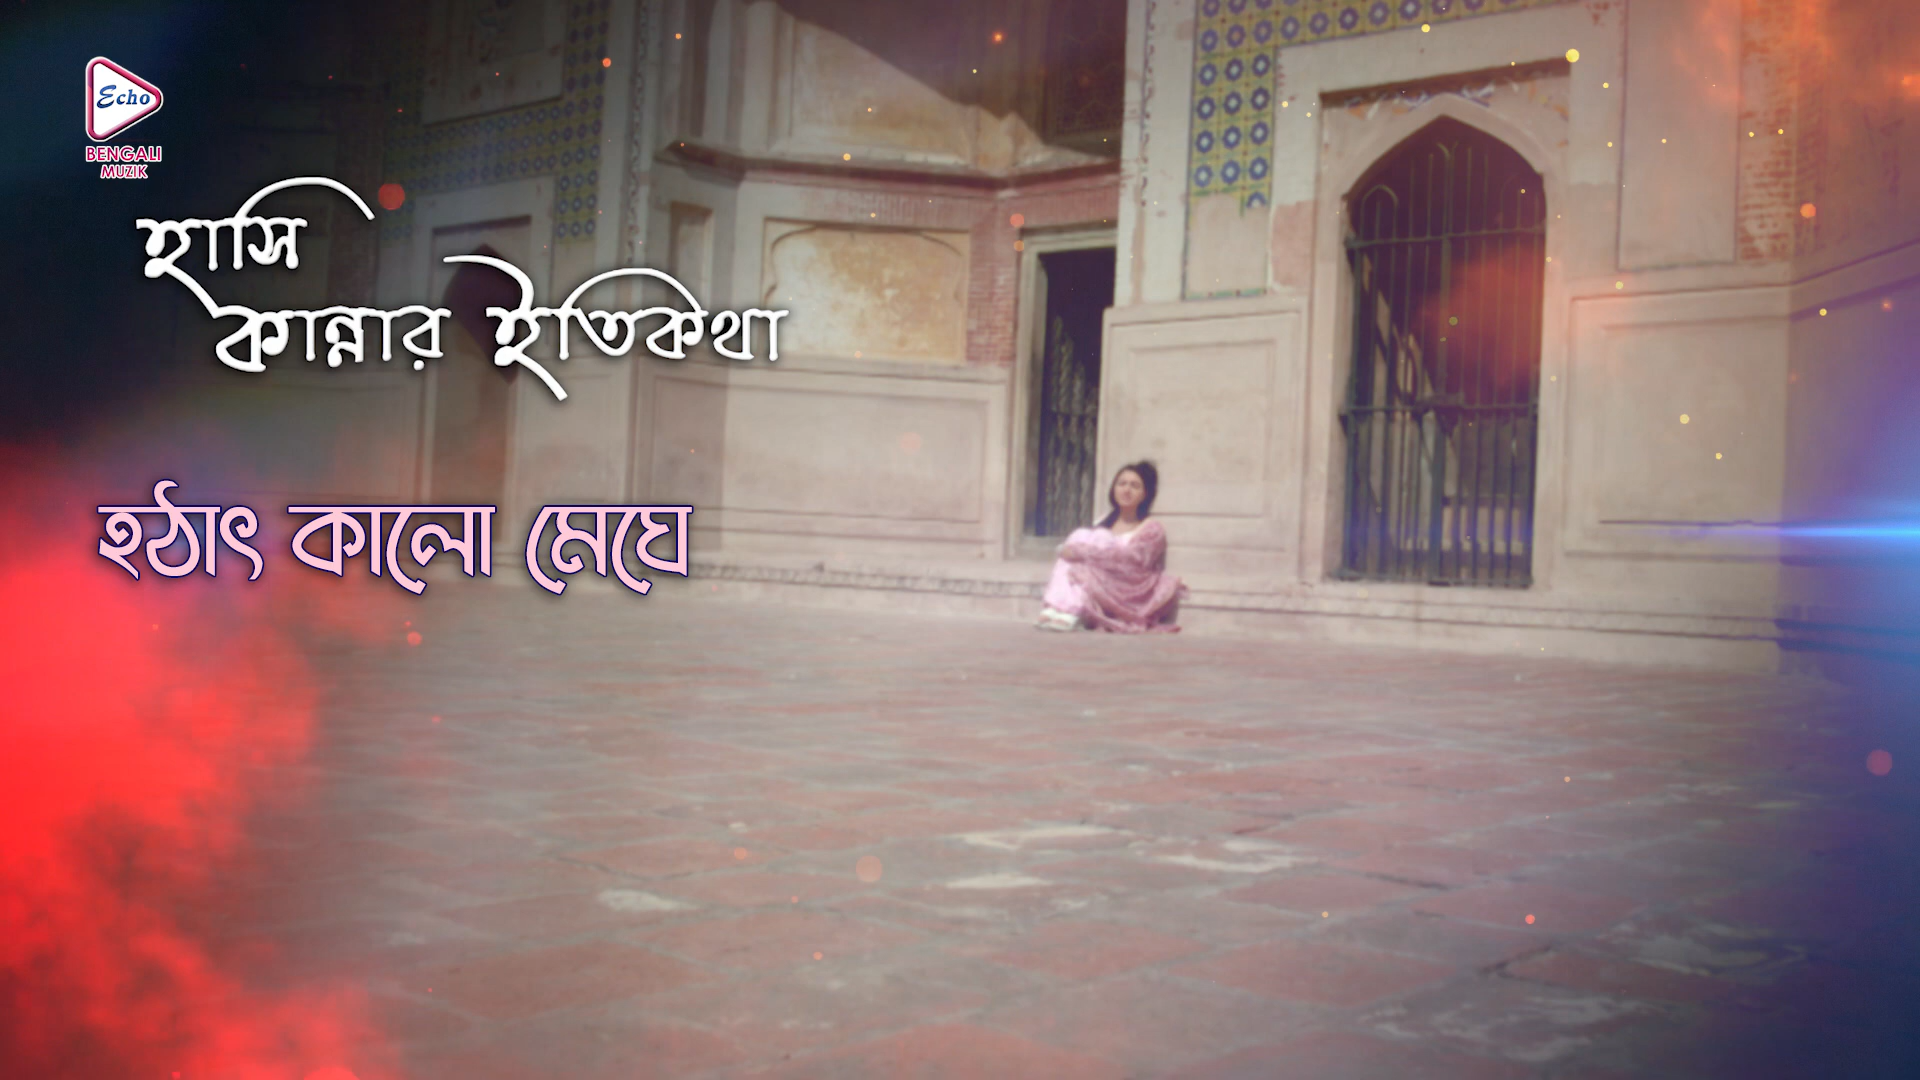 Echo
BENGALI
MUZIK
হাসি
কান্নার ইতিকথা
হঠাৎ কালো মেঘে